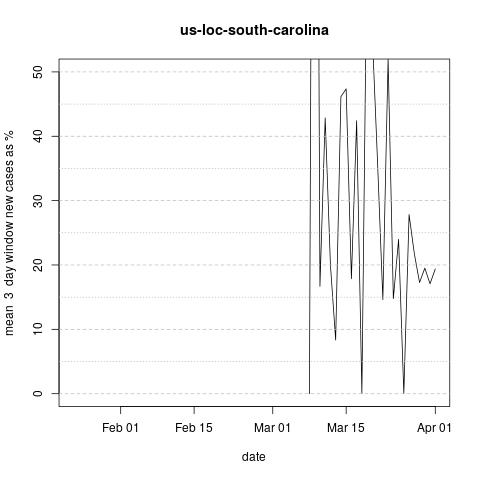 us-loc-south-carolina
mean 3 day window new cases as %
50
40
30
20
10
0
Feb 01 Feb 15 Mar 01 Mar 15 Apr 01
date